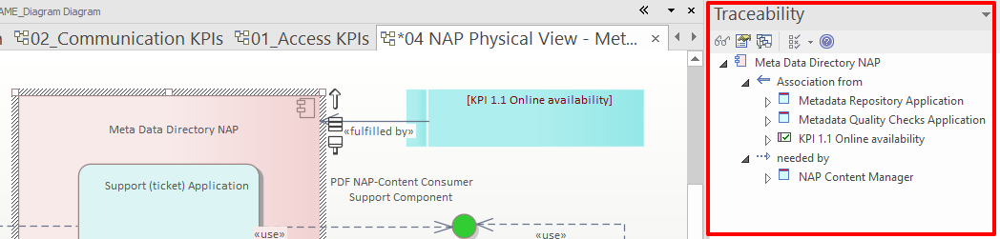 AME_Diagram Diagram
02_Communication KPIs
01_Access KPIs
*04 NAP Physical View - Met...
Meta Data Directory NAP
[KPI 1.1 Online availability]
«fulfilled by»
Support (ticket) Application
PDF NAP-Content Consumer
Support Component
«use»
«use»
Traceability
Meta Data Directory NAP
Association from
Metadata Repository Application
Metadata Quality Checks Application
KPI 1.1 Online availability
needed by
NAP Content Manager